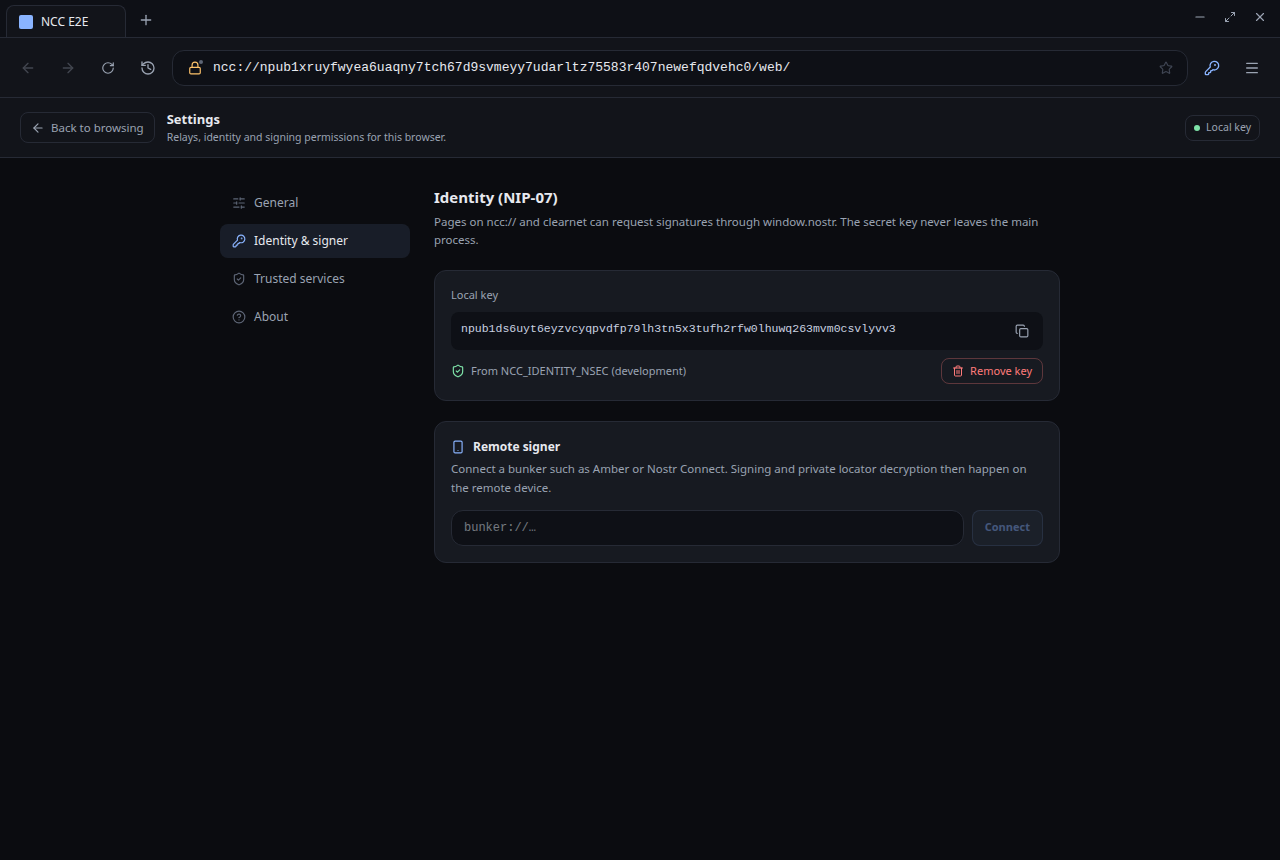 NCC E2E
ncc://npub1xruyfwyea6uaqny7tch67d9svmeyy7udarltz75583r407newefqdvehc0/web/
Back to browsing
Settings
Relays, identity and signing permissions for this browser.
Local key
General
Identity & signer
Trusted services
About
Identity (NIP-07)
Pages on ncc:// and clearnet can request signatures through window.nostr. The secret key never leaves the main
process.
Local key
npub1ds6uyt6eyzvcyqpvdfp79lh3tn5x3tufh2rfw0lhuwq263mvm0csvlyvv3
From NCC_IDENTITY_NSEC (development)
Remove key
Remote signer
Connect a bunker such as Amber or Nostr Connect. Signing and private locator decryption then happen on
the remote device.
bunker://…
Connect